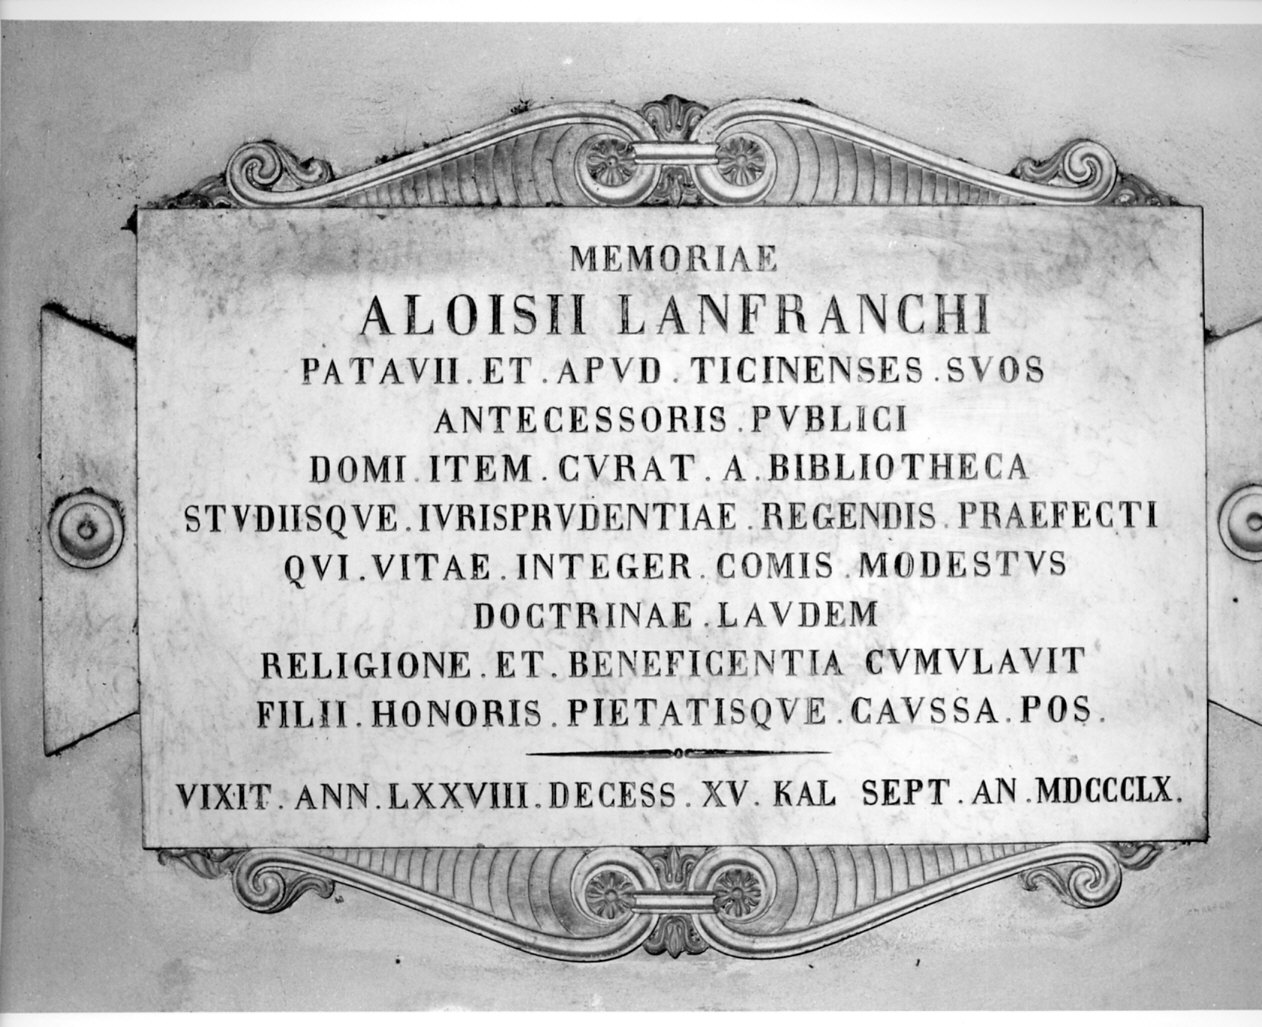 MEMORIAE
ALOISII LANFRANCHI
PATAVII . ET . APVD . TICINENSES . SVOS
ANTECESSORIS . PVBLICI
DOMI . ITEM . CVRAT . A . BIBLIOTHECA
STVDIISQVE . IVRISPRVDENTIAE . REGENDIS . PRAEFECTI
QVI . VITAE . INTEGER . COMIS . MODESTVS
DOCTRINAE . LAVDEM
RELIGIONE . ET . BENEFICENTIA CVMVLAVIT
FILII . HONORIS . PIETATISQVE . CAVSSA . POS .
VIXIT . ANN . LXXVIII . DECESS . XV . KAL . SEPT . AN . MDCCCLX .